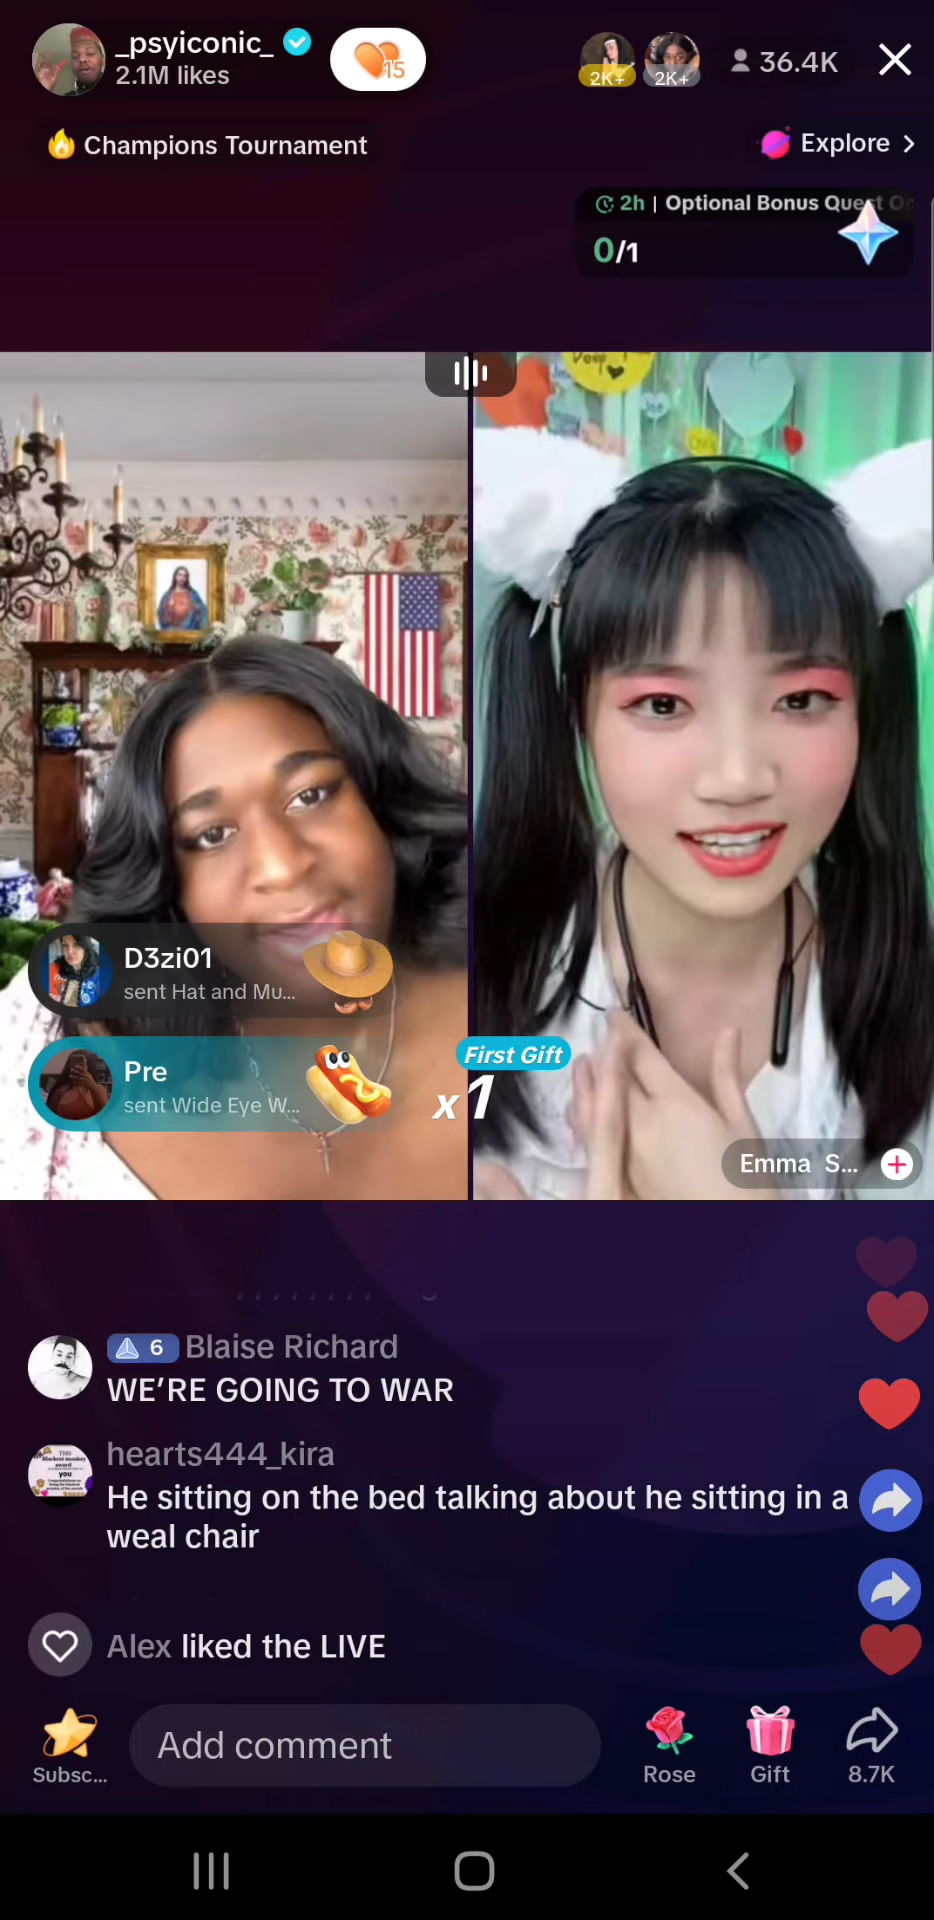 _psyiconic_
2.1M likes
15
2K+
2K+
36.4K
Champions Tournament
Explore >
2h | Optional Bonus Quest On
0/1
D3zi01
sent Hat and Mu...
First Gift
Pre
sent Wide Eye W...
x1
Emma S...
6 Blaise Richard
WE’RE GOING TO WAR
hearts444_kira
He sitting on the bed talking about he sitting in a
weal chair
Alex liked the LIVE
Subsc...
Add comment
Rose
Gift
8.7K